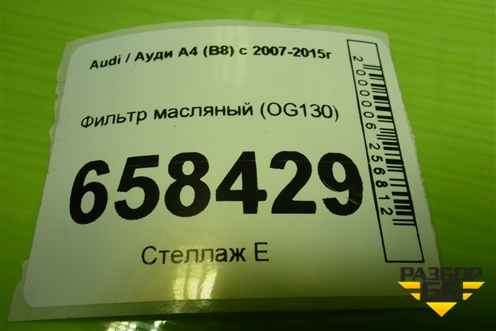 Audi / Ауди А4 (B8) с 2007-2015г
Фильтр масляный (OG130)
658429
Стеллаж Е
2000006256812
РАЗБОР